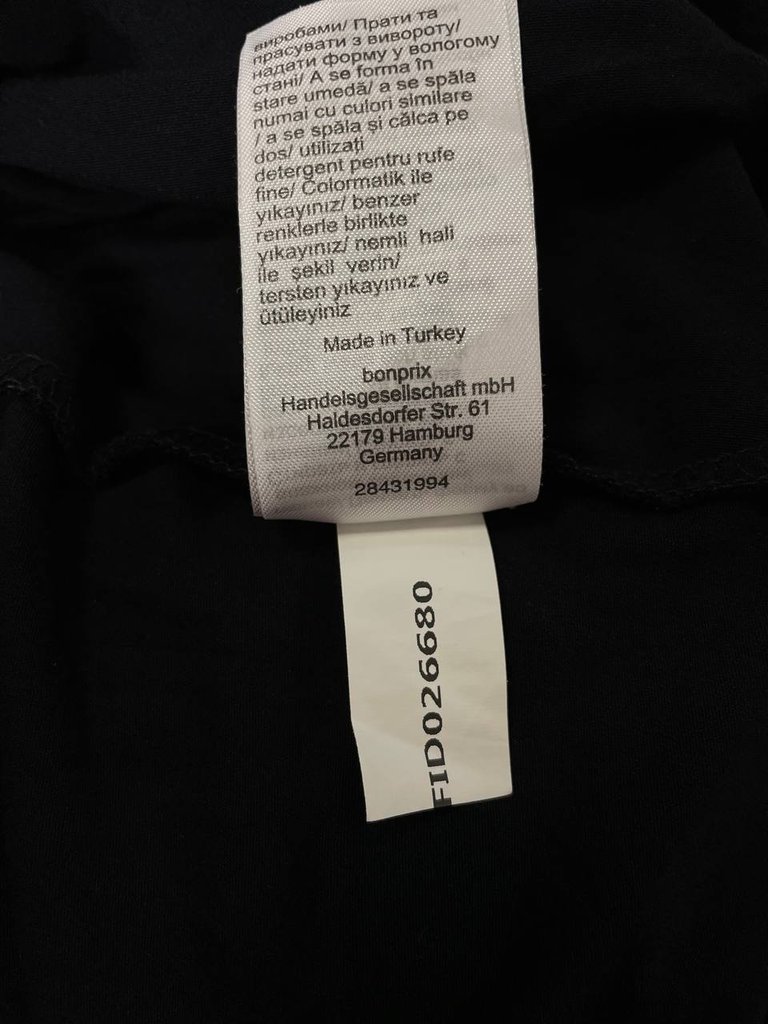 виробами/ Прати та
прасувати з вивороту/
надати форму у вологому
стані/ A se forma în
stare umedă/ a se spăla
numai cu culori similare
/ a se spăla și călca pe
dos/ utilizați
detergent pentru rufe
fine/ Colormatik ile
yıkayınız/ benzer
renklerle birlikte
yıkayınız/ nemli hali
ile şekil verin/
tersten yıkayınız ve
ütüleyiniz
Made in Turkey
bonprix
Handelsgesellschaft mbH
Haldesdorfer Str. 61
22179 Hamburg
Germany
28431994
FID026680